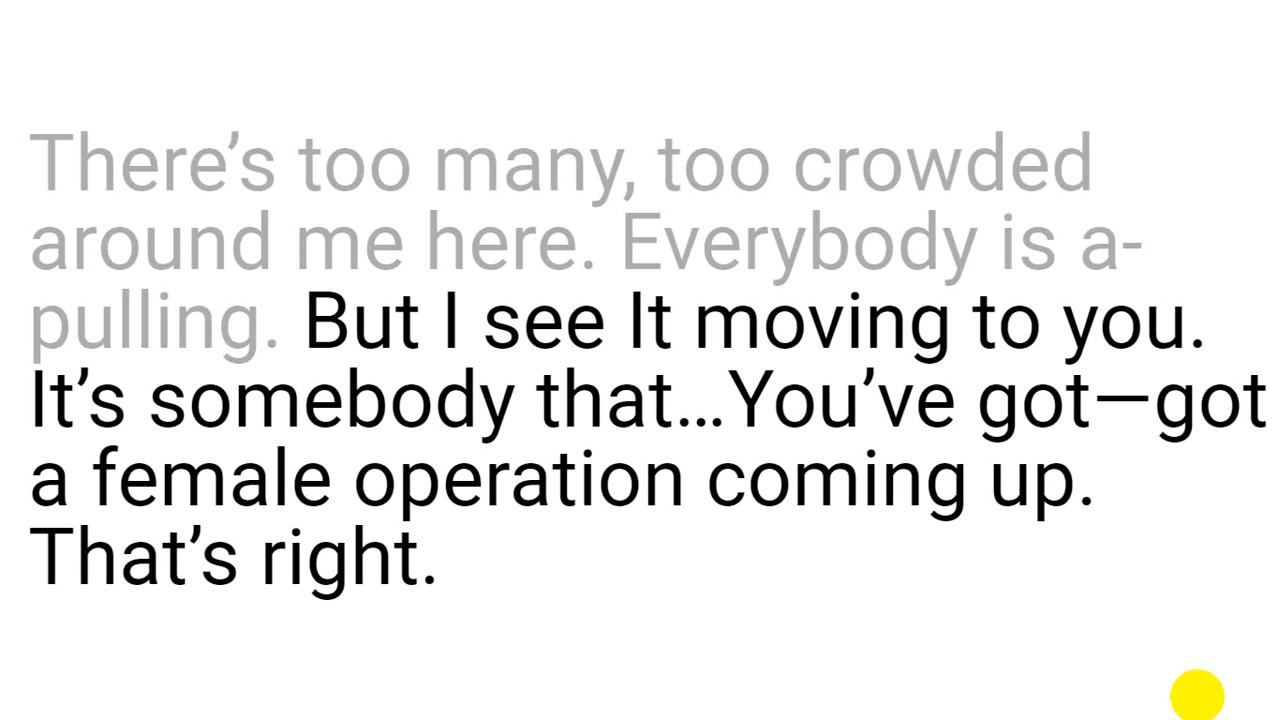 There’s too many, too crowded
around me here. Everybody is a-
pulling. But I see It moving to you.
It’s somebody that…You’ve got—got
a female operation coming up.
That’s right.